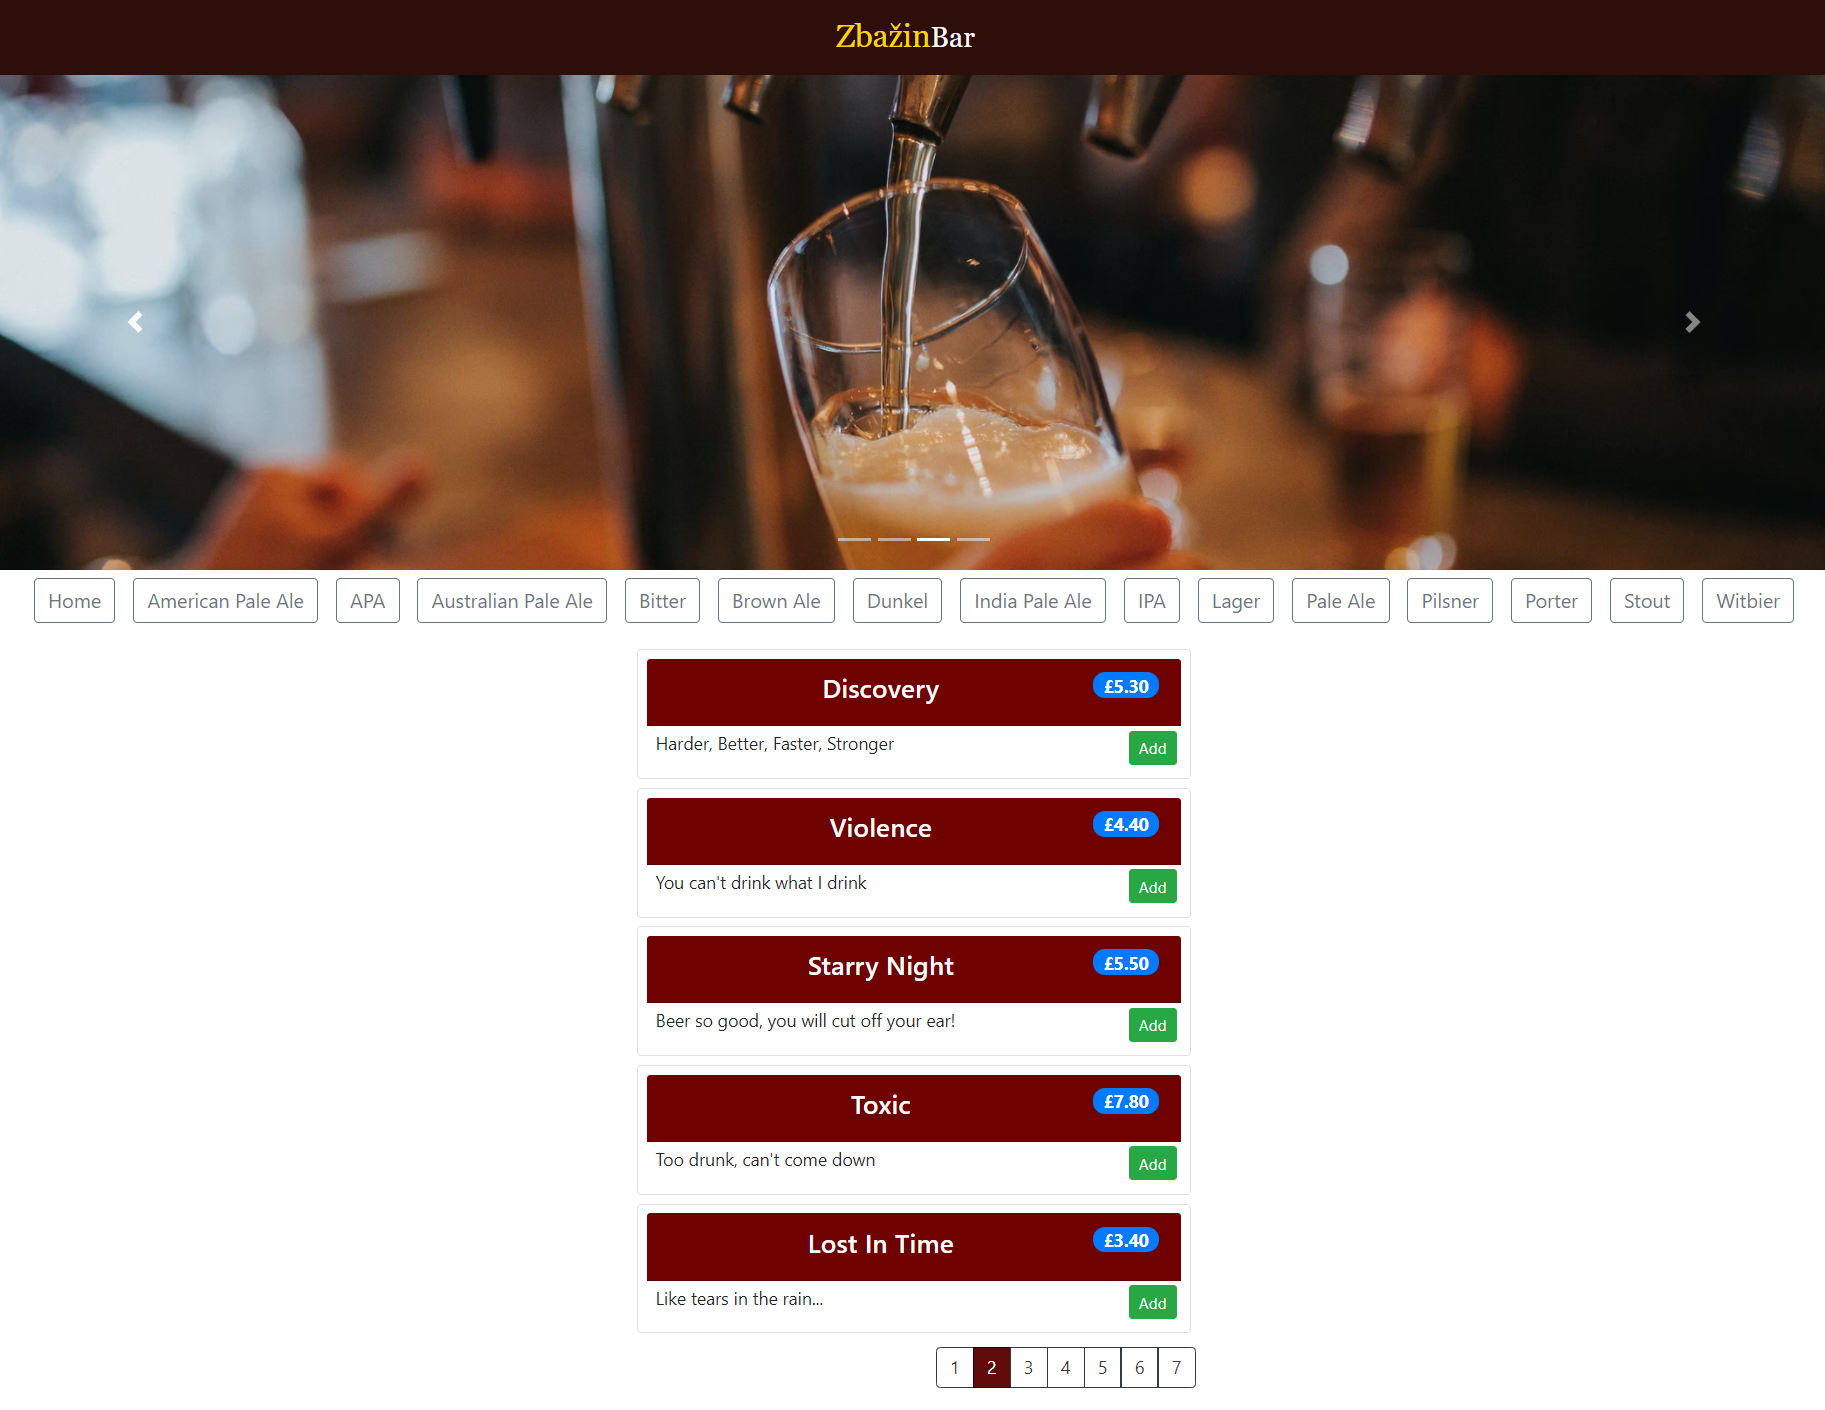 ZbažinBar
Home American Pale Ale APA Australian Pale Ale Bitter Brown Ale Dunkel India Pale Ale IPA Lager Pale Ale Pilsner Porter Stout Witbier
Discovery £5.30
Harder, Better, Faster, Stronger Add
Violence £4.40
You can't drink what I drink Add
Starry Night £5.50
Beer so good, you will cut off your ear! Add
Toxic £7.80
Too drunk, can't come down Add
Lost In Time £3.40
Like tears in the rain... Add
1 2 3 4 5 6 7